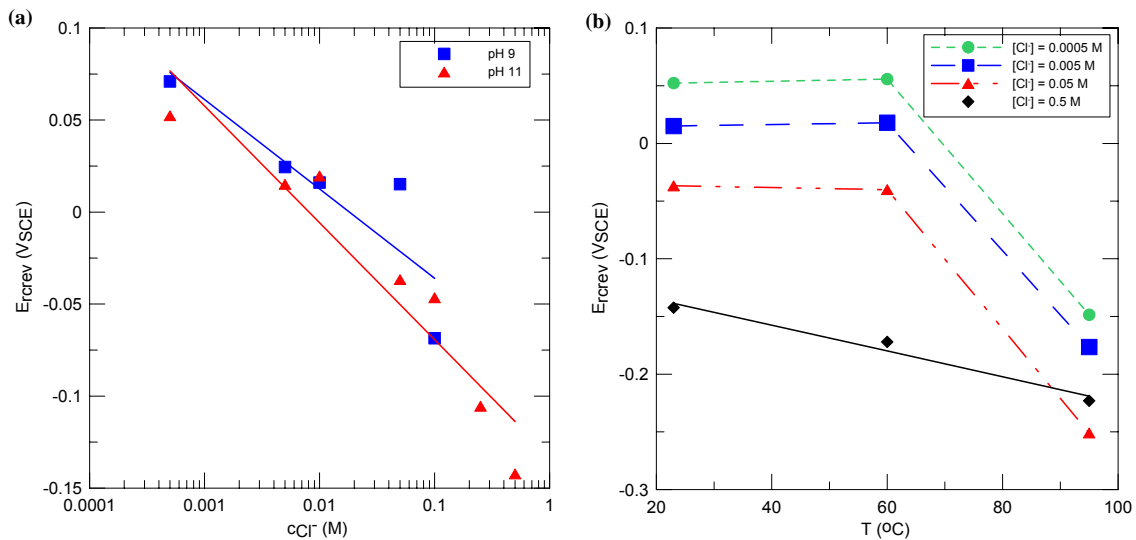 (a)
0.1
0.05
0
-0.05
-0.1
-0.15
0.0001
0.001
0.01
0.1
1
cCl- (M)
Ercrev (VSCE)
pH 9
pH 11
(b)
0.1
0
-0.1
-0.2
-0.3
20
40
60
80
100
T (oC)
Ercrev (VSCE)
[Cl-] = 0.0005 M
[Cl-] = 0.005 M
[Cl-] = 0.05 M
[Cl-] = 0.5 M